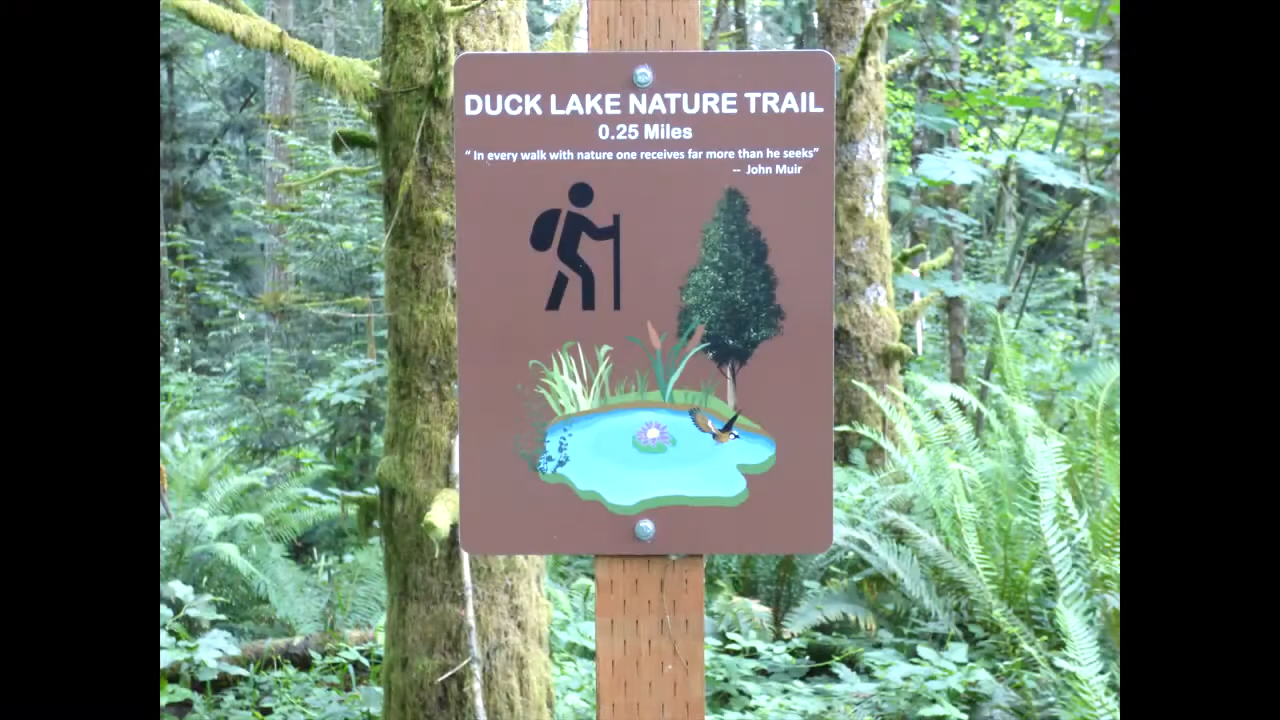 DUCK LAKE NATURE TRAIL
0.25 Miles
“ In every walk with nature one receives far more than he seeks”
-- John Muir